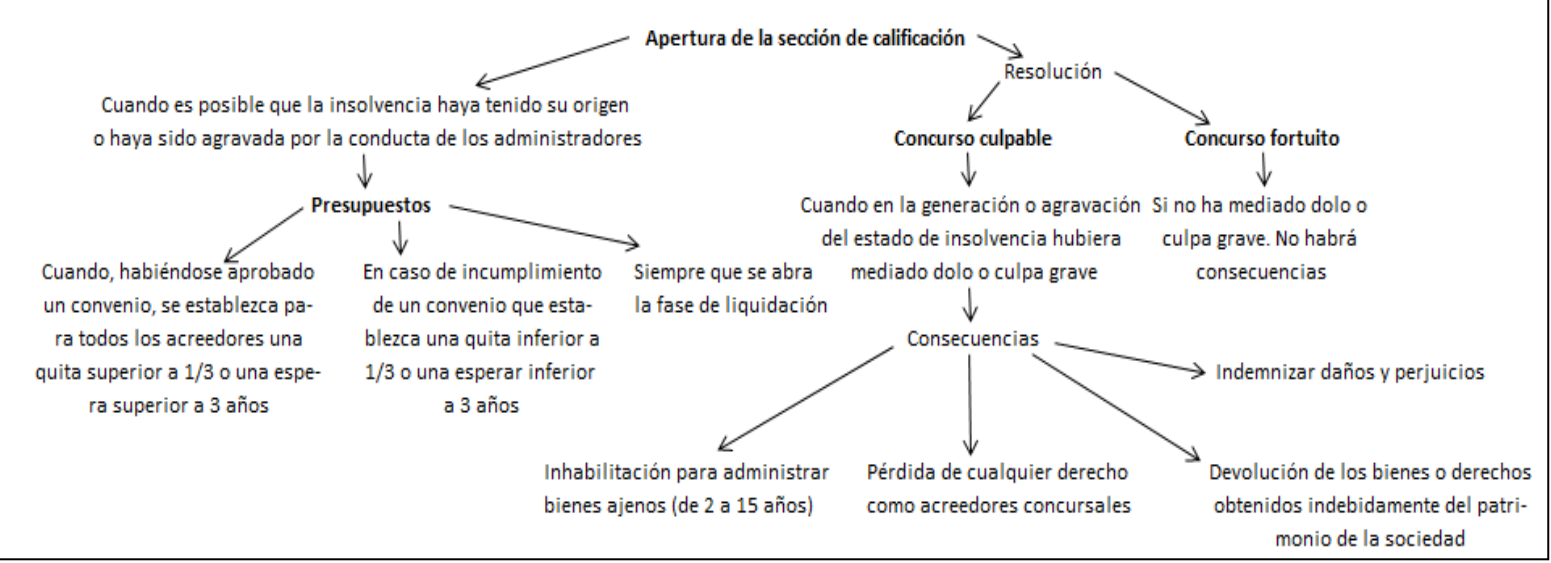 Apertura de la sección de calificación
Resolución
Cuando es posible que la insolvencia haya tenido su origen
o haya sido agravada por la conducta de los administradores
Concurso culpable
Concurso fortuito
Presupuestos
Cuando en la generación o agravación
del estado de insolvencia hubiera
mediado dolo o culpa grave
Si no ha mediado dolo o
culpa grave. No habrá
consecuencias
Cuando, habiéndose aprobado
un convenio, se establezca pa-
ra todos los acreedores una
quita superior a 1/3 o una espe-
ra superior a 3 años
En caso de incumplimiento
de un convenio que esta-
blezca una quita inferior a
1/3 o una esperar inferior
a 3 años
Siempre que se abra
la fase de liquidación
Consecuencias
Indemnizar daños y perjuicios
Inhabilitación para administrar
bienes ajenos (de 2 a 15 años)
Pérdida de cualquier derecho
como acreedores concursales
Devolución de los bienes o derechos
obtenidos indebidamente del patri-
monio de la sociedad